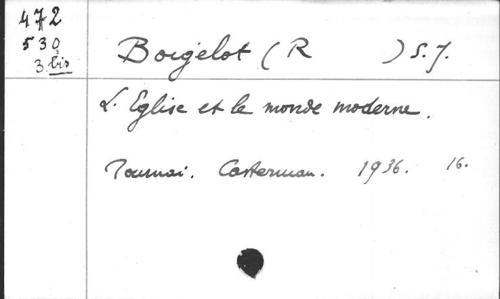 472
530
3 bis
Boigelot (R ) S. J.
L'Eglise et le monde moderne.
Tournai. Casterman. 1936. 16.